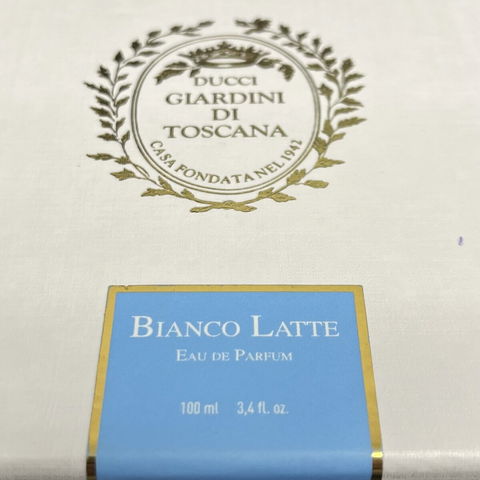 DUCCI
GIARDINI
DI
TOSCANA
CASA FONDATA NEL 1942
BIANCO LATTE
EAU DE PARFUM
100 ml 3,4 fl. oz.